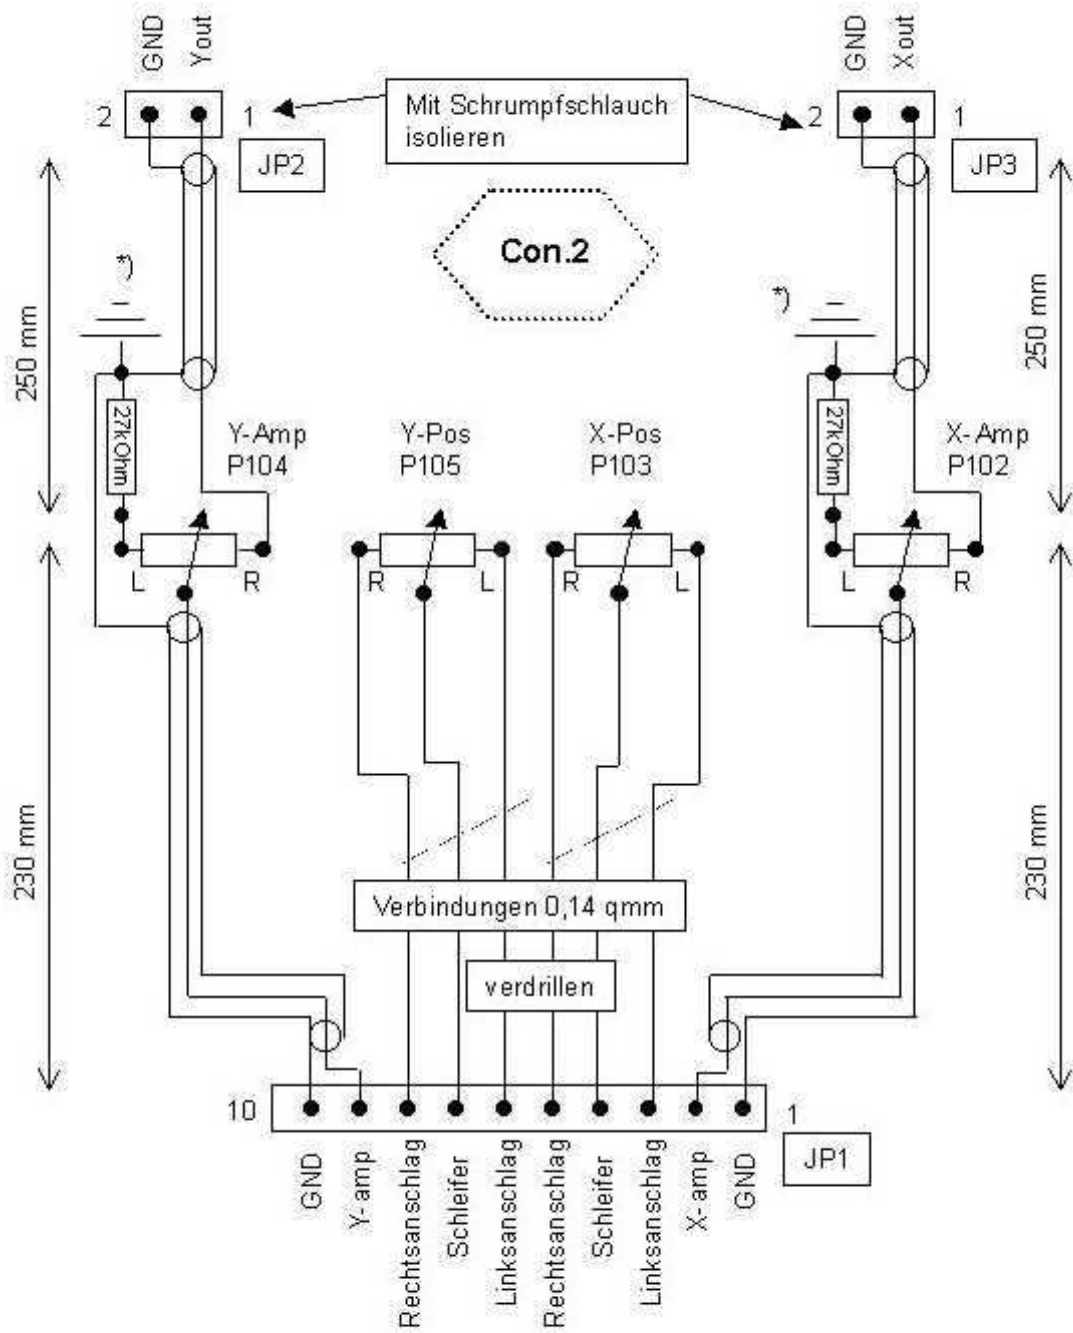 GND
Yout
GND
Xout
2
1
Mit Schrumpfschlauch
isolieren
2
1
JP2
JP3
Con.2
*)
*)
250 mm
250 mm
27kOhm
Y-Amp
P104
Y-Pos
P105
X-Pos
P103
27kOhm
X-Amp
P102
L
R
R
L
R
L
L
R
230 mm
230 mm
Verbindungen 0,14 qmm
verdrillen
10
1
JP1
GND
Y-amp
Rechtsanschlag
Schleifer
Linksanschlag
Rechtsanschlag
Schleifer
Linksanschlag
X-amp
GND